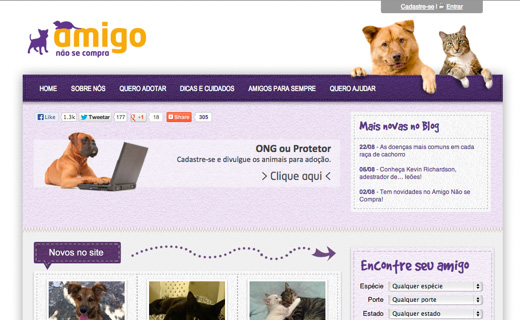 Cadastre-se | Entrar
amigo
não se compra
HOME SOBRE NÓS QUERO ADOTAR DICAS E CUIDADOS AMIGOS PARA SEMPRE QUERO AJUDAR
Like 1.3k Tweetar 177 +1 18 Share 305
ONG ou Protetor
Cadastre-se e divulgue os animais para adoção.
> Clique aqui <
Mais novas no Blog
22/08 - As doenças mais comuns em cada
raça de cachorro
06/08 - Conheça Kevin Richardson,
adestrador de… leões!
02/08 - Tem novidades no Amigo Não se
Compra!
Novos no site
Encontre seu amigo
Espécie Qualquer espécie
Porte Qualquer porte
Estado Qualquer estado